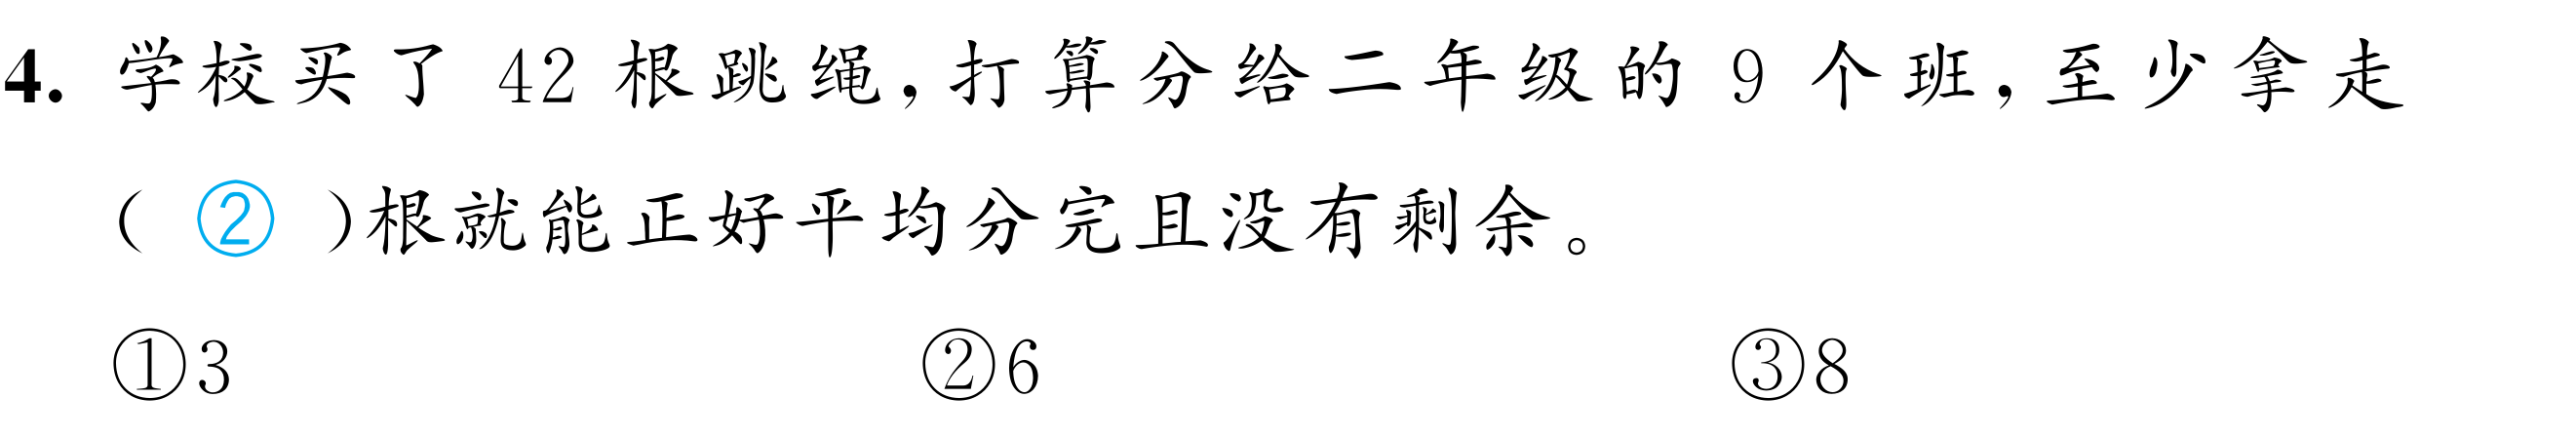 4. 学校买了 42 根跳绳,打算分给二年级的 9 个班,至少拿走
( ② )根就能正好平均分完且没有剩余。
①3 ②6 ③8